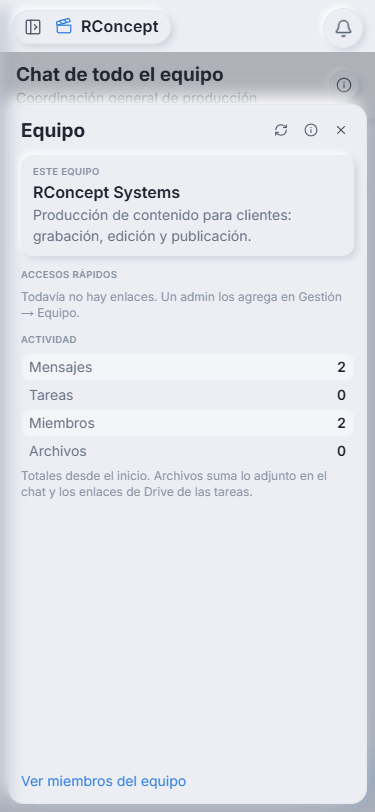 RConcept
Chat de todo el equipo
Coordinación general de producción
Equipo
ESTE EQUIPO
RConcept Systems
Producción de contenido para clientes:
grabación, edición y publicación.
ACCESOS RÁPIDOS
Todavía no hay enlaces. Un admin los agrega en Gestión
→ Equipo.
ACTIVIDAD
Mensajes 2
Tareas 0
Miembros 2
Archivos 0
Totales desde el inicio. Archivos suma lo adjunto en el
chat y los enlaces de Drive de las tareas.
Ver miembros del equipo